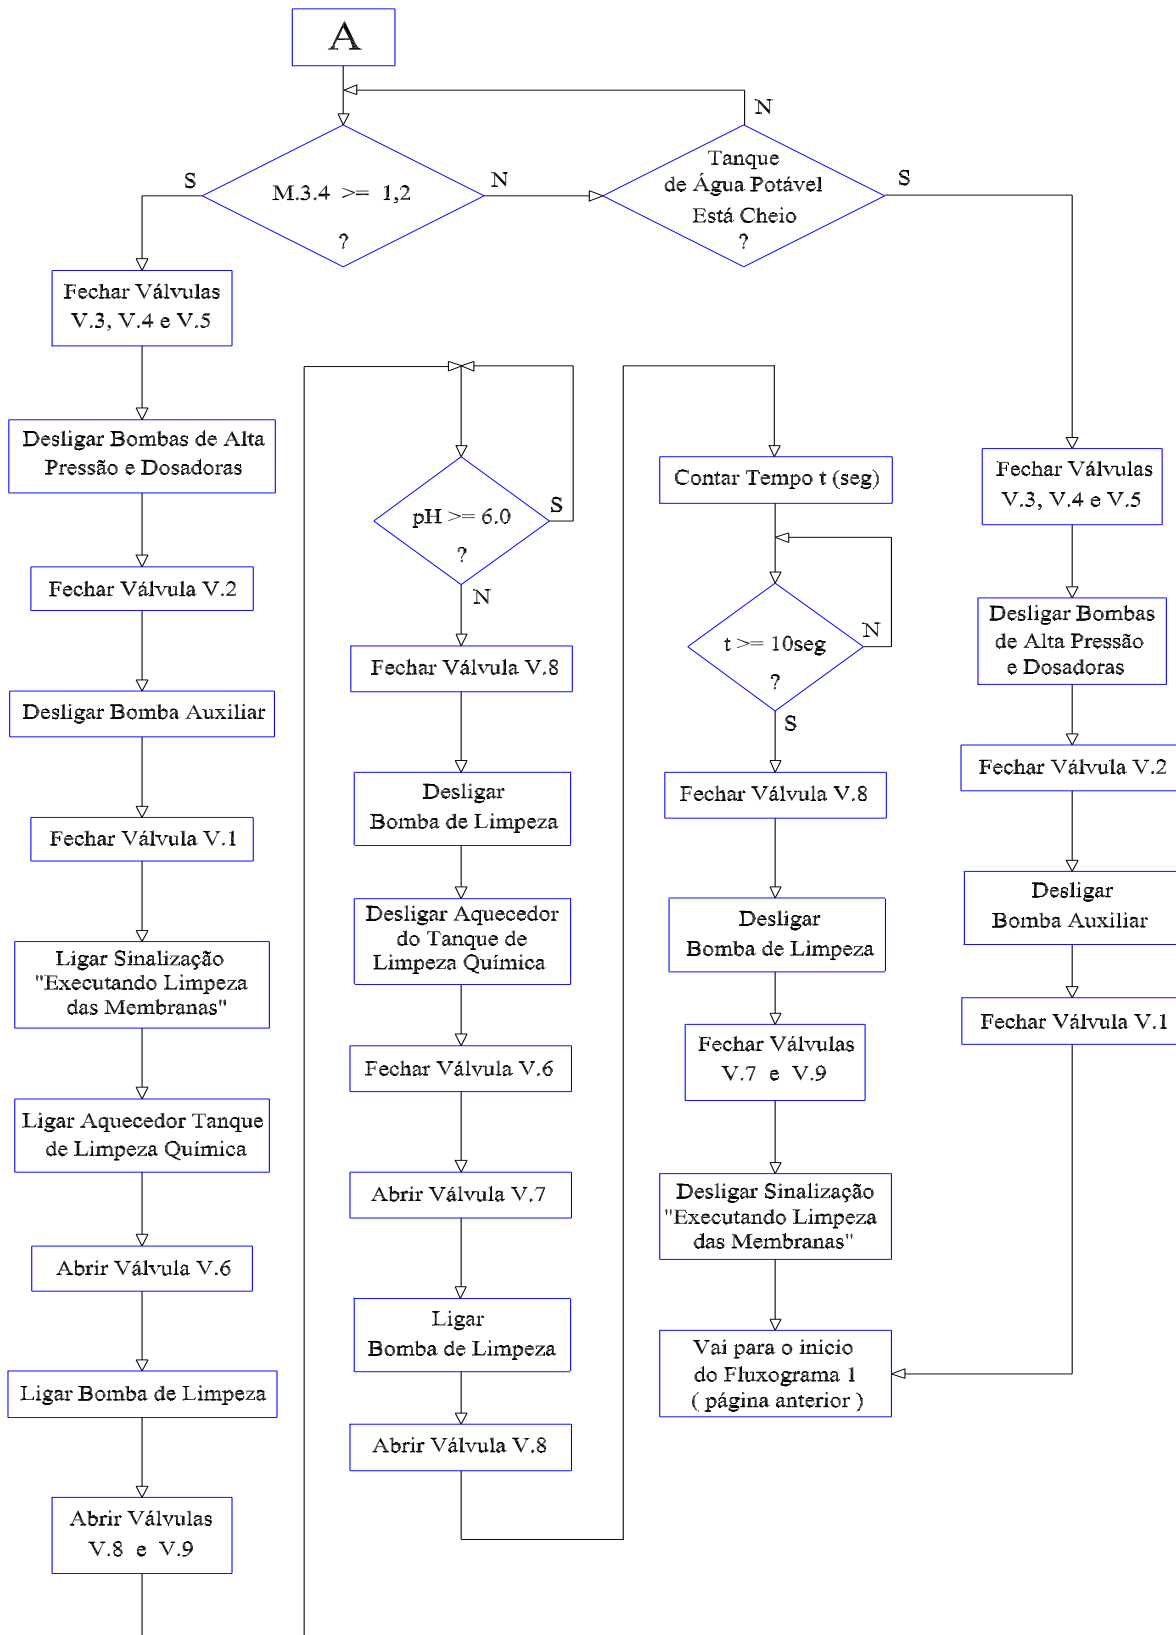 A
M.3.4 >= 1,2
?
S
N
Tanque
de Água Potável
Está Cheio
?
N
S
Fechar Válvulas
V.3, V.4 e V.5
Desligar Bombas de Alta
Pressão e Dosadoras
Fechar Válvula V.2
Desligar Bomba Auxiliar
Fechar Válvula V.1
Ligar Sinalização
"Executando Limpeza
das Membranas"
Ligar Aquecedor Tanque
de Limpeza Química
Abrir Válvula V.6
Ligar Bomba de Limpeza
Abrir Válvulas
V.8 e V.9
pH >= 6.0
?
S
N
Fechar Válvula V.8
Desligar
Bomba de Limpeza
Desligar Aquecedor
do Tanque de
Limpeza Química
Fechar Válvula V.6
Abrir Válvula V.7
Ligar
Bomba de Limpeza
Abrir Válvula V.8
Contar Tempo t (seg)
t >= 10seg
?
N
S
Fechar Válvula V.8
Desligar
Bomba de Limpeza
Fechar Válvulas
V.7 e V.9
Desligar Sinalização
"Executando Limpeza
das Membranas"
Vai para o inicio
do Fluxograma 1
( página anterior )
Fechar Válvulas
V.3, V.4 e V.5
Desligar Bombas
de Alta Pressão
e Dosadoras
Fechar Válvula V.2
Desligar
Bomba Auxiliar
Fechar Válvula V.1